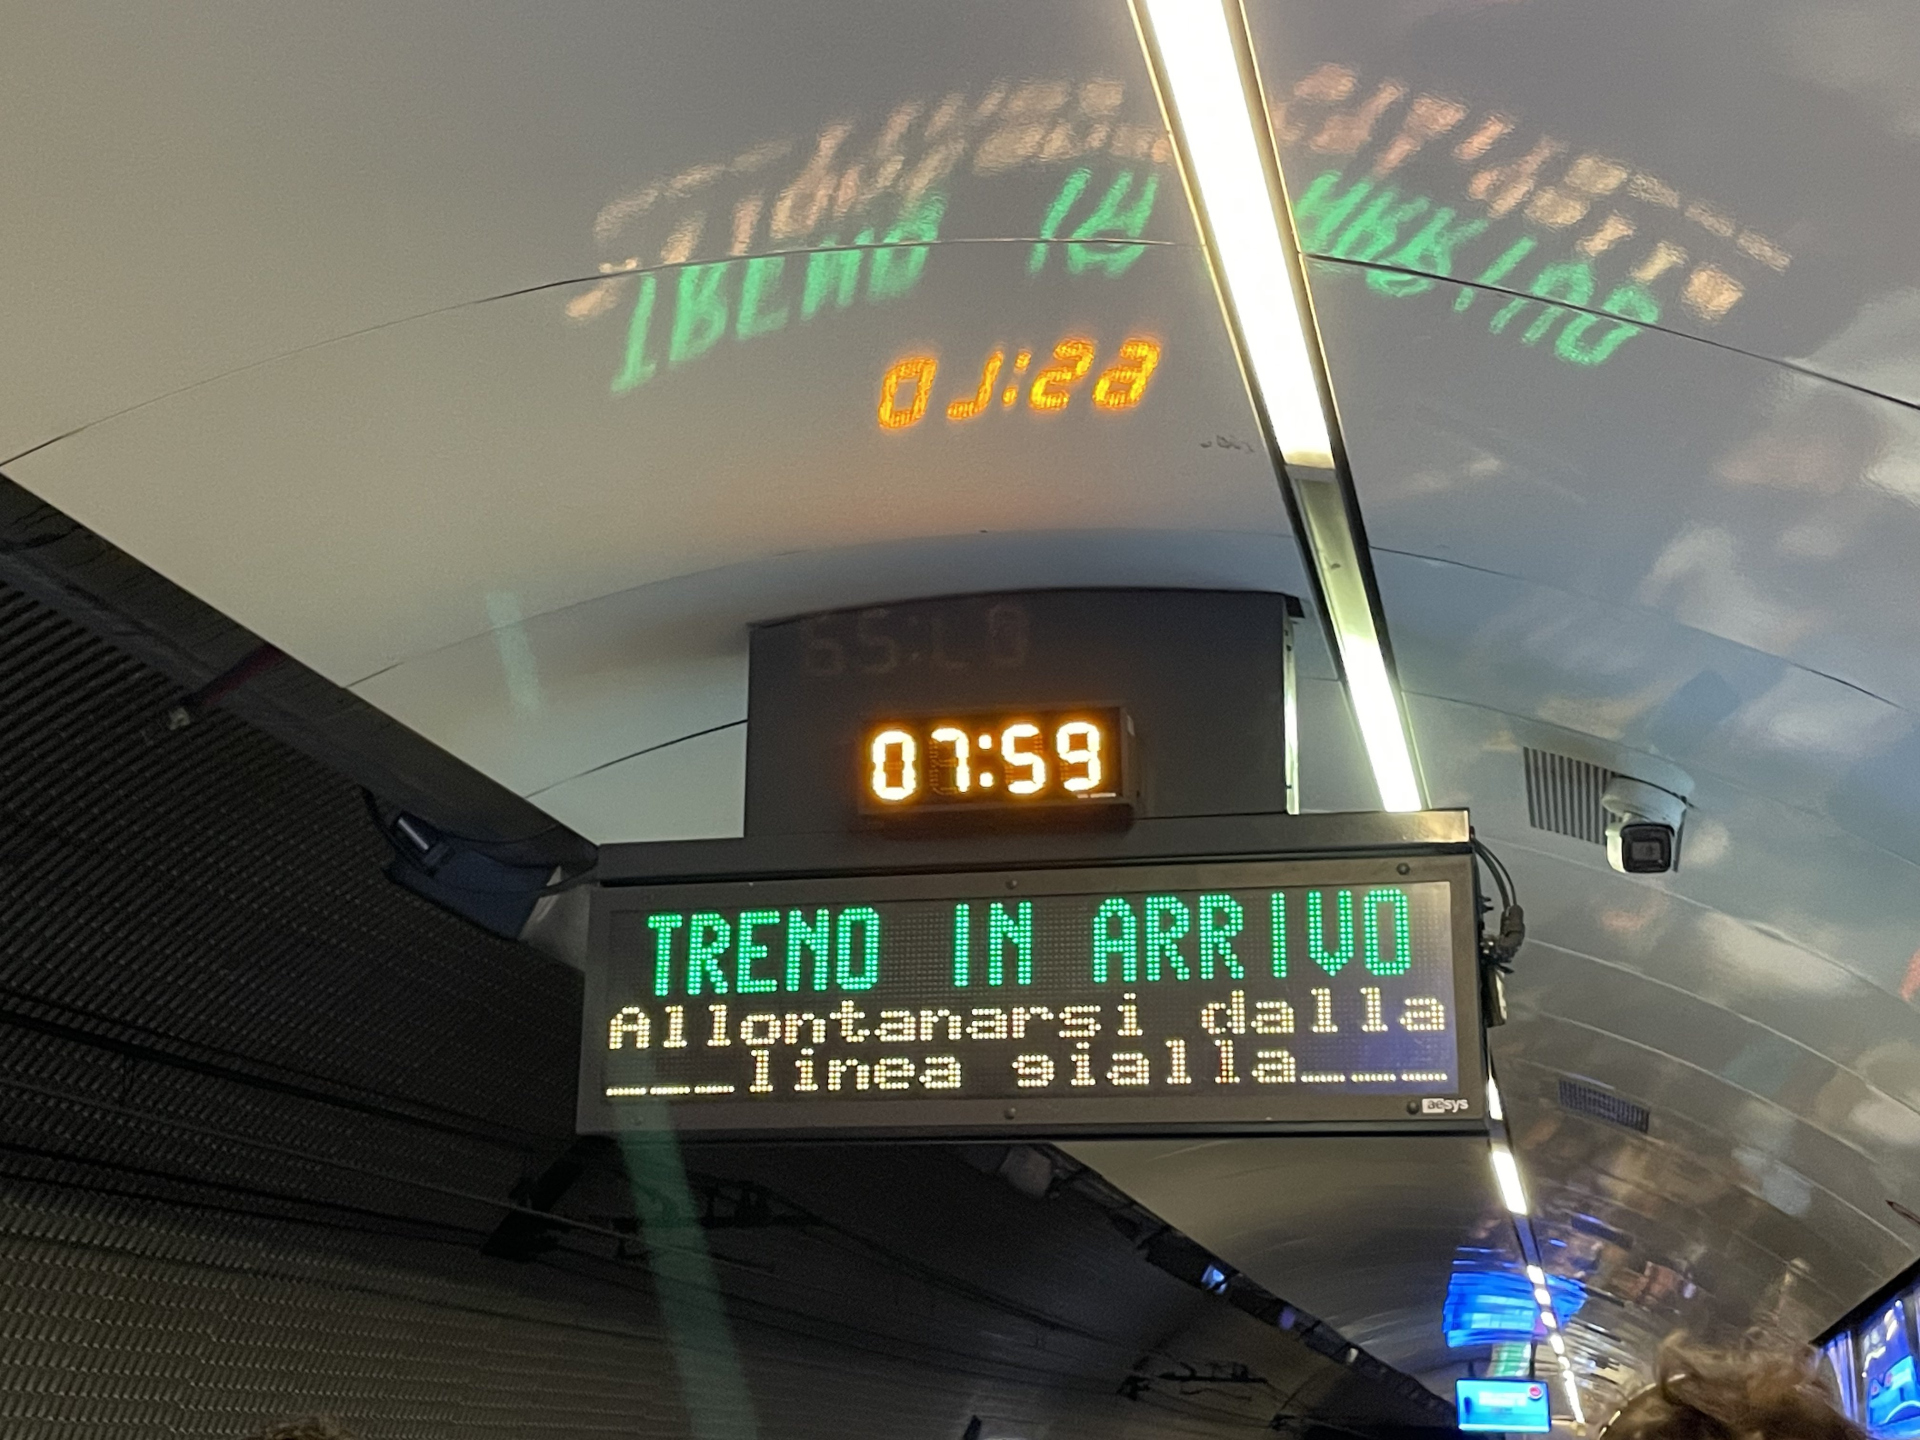 07:59
TRENO IN ARRIVO
Allontanarsi dalla
linea gialla
aesys